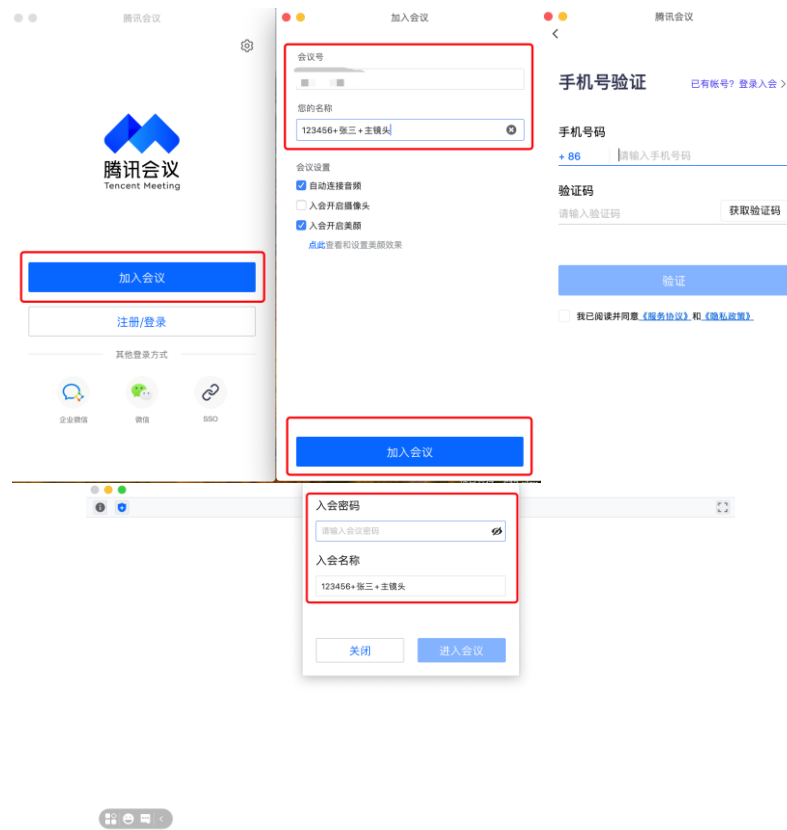 腾讯会议
腾讯会议
Tencent Meeting
加入会议
注册/登录
其他登录方式
企业微信
微信
SSO
加入会议
会议号
您的名称
123456+张三+主镜头
会议设置
自动连接音频
入会开启摄像头
入会开启美颜
点此查看和设置美颜效果
加入会议
腾讯会议
手机号验证
已有帐号？登录入会
手机号码
+ 86
请输入手机号码
验证码
请输入验证码
获取验证码
验证
我已阅读并同意《服务协议》和《隐私政策》
入会密码
请输入会议密码
入会名称
123456+张三+主镜头
关闭
进入会议